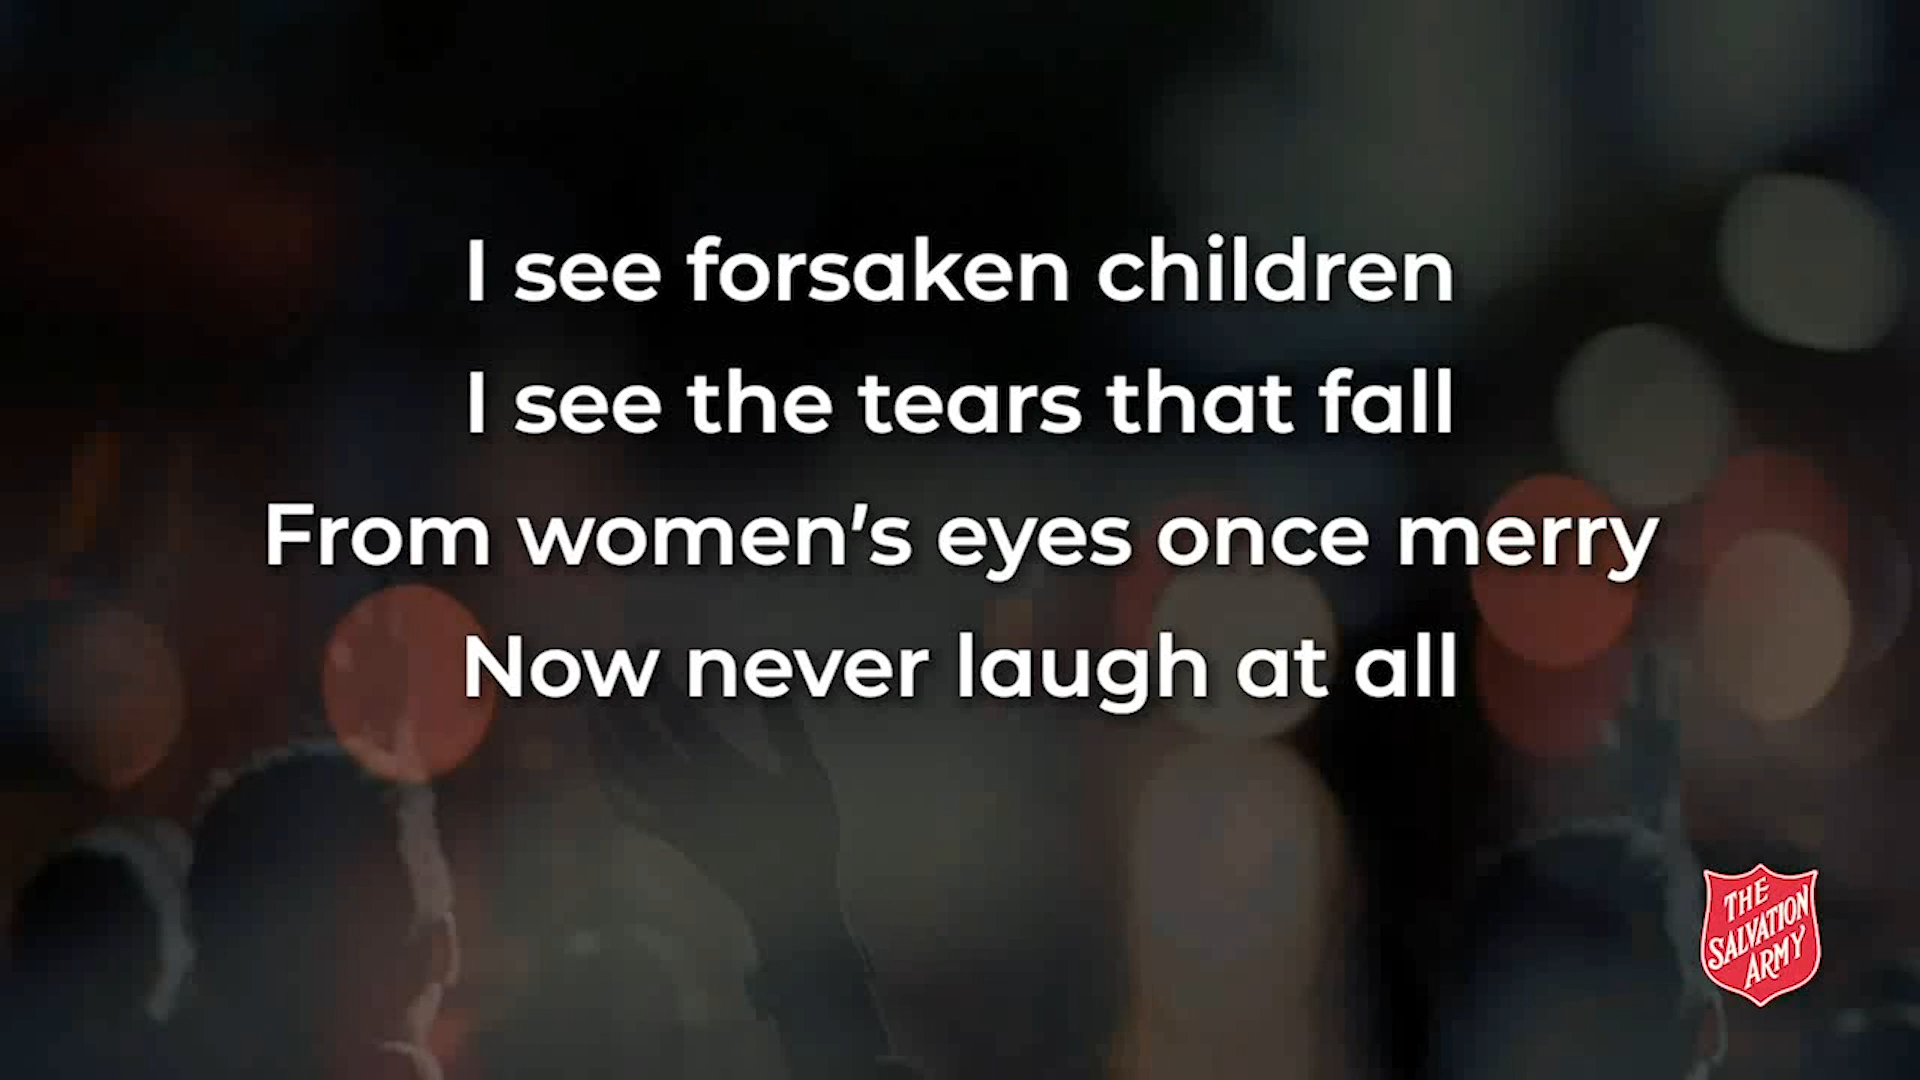 I see forsaken children
I see the tears that fall
From women's eyes once merry
Now never laugh at all
THE
SALVATION
ARMY